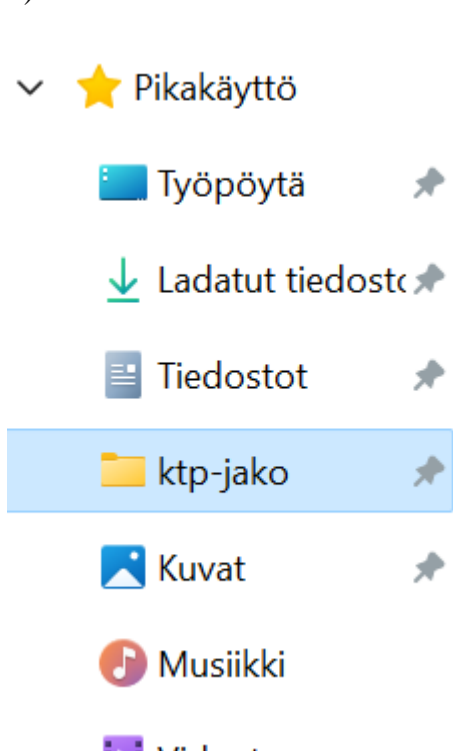 Pikakäyttö
Työpöytä
Ladatut tiedosto
Tiedostot
ktp-jako
Kuvat
Musiikki